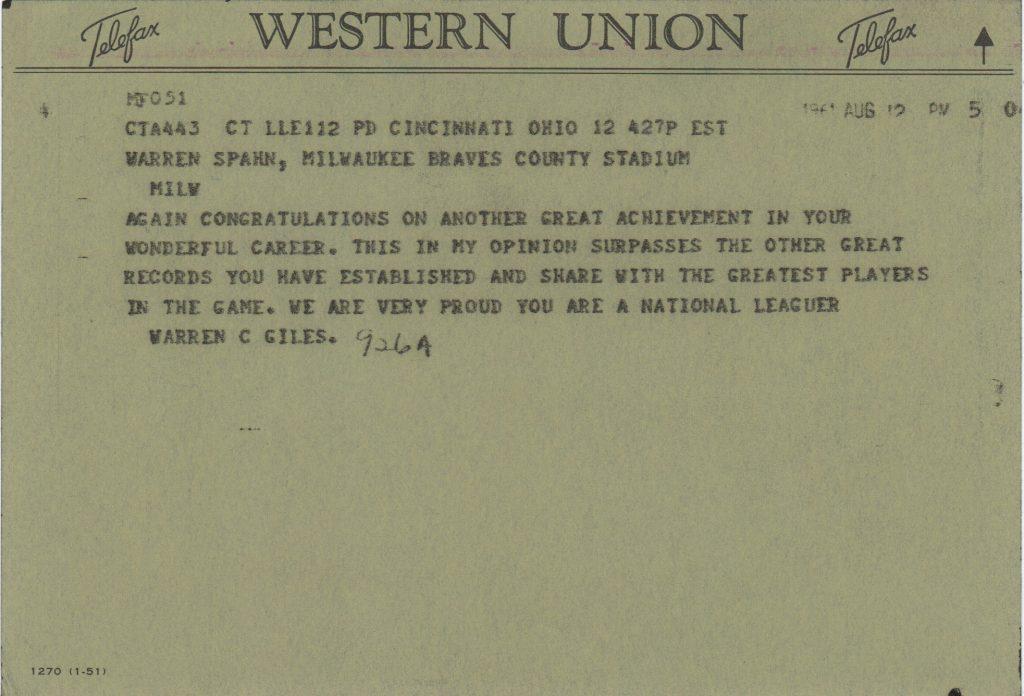 Telefax WESTERN UNION Telefax
MF051
1961 AUG 12 PM 5 0
CTA443 CT LLE112 PD CINCINNATI OHIO 12 427P EST
WARREN SPAHN, MILWAUKEE BRAVES COUNTY STADIUM
MILW
AGAIN CONGRATULATIONS ON ANOTHER GREAT ACHIEVEMENT IN YOUR
WONDERFUL CAREER. THIS IN MY OPINION SURPASSES THE OTHER GREAT
RECORDS YOU HAVE ESTABLISHED AND SHARE WITH THE GREATEST PLAYERS
IN THE GAME. WE ARE VERY PROUD YOU ARE A NATIONAL LEAGUER
WARREN C GILES. 926A
1270 (1-51)